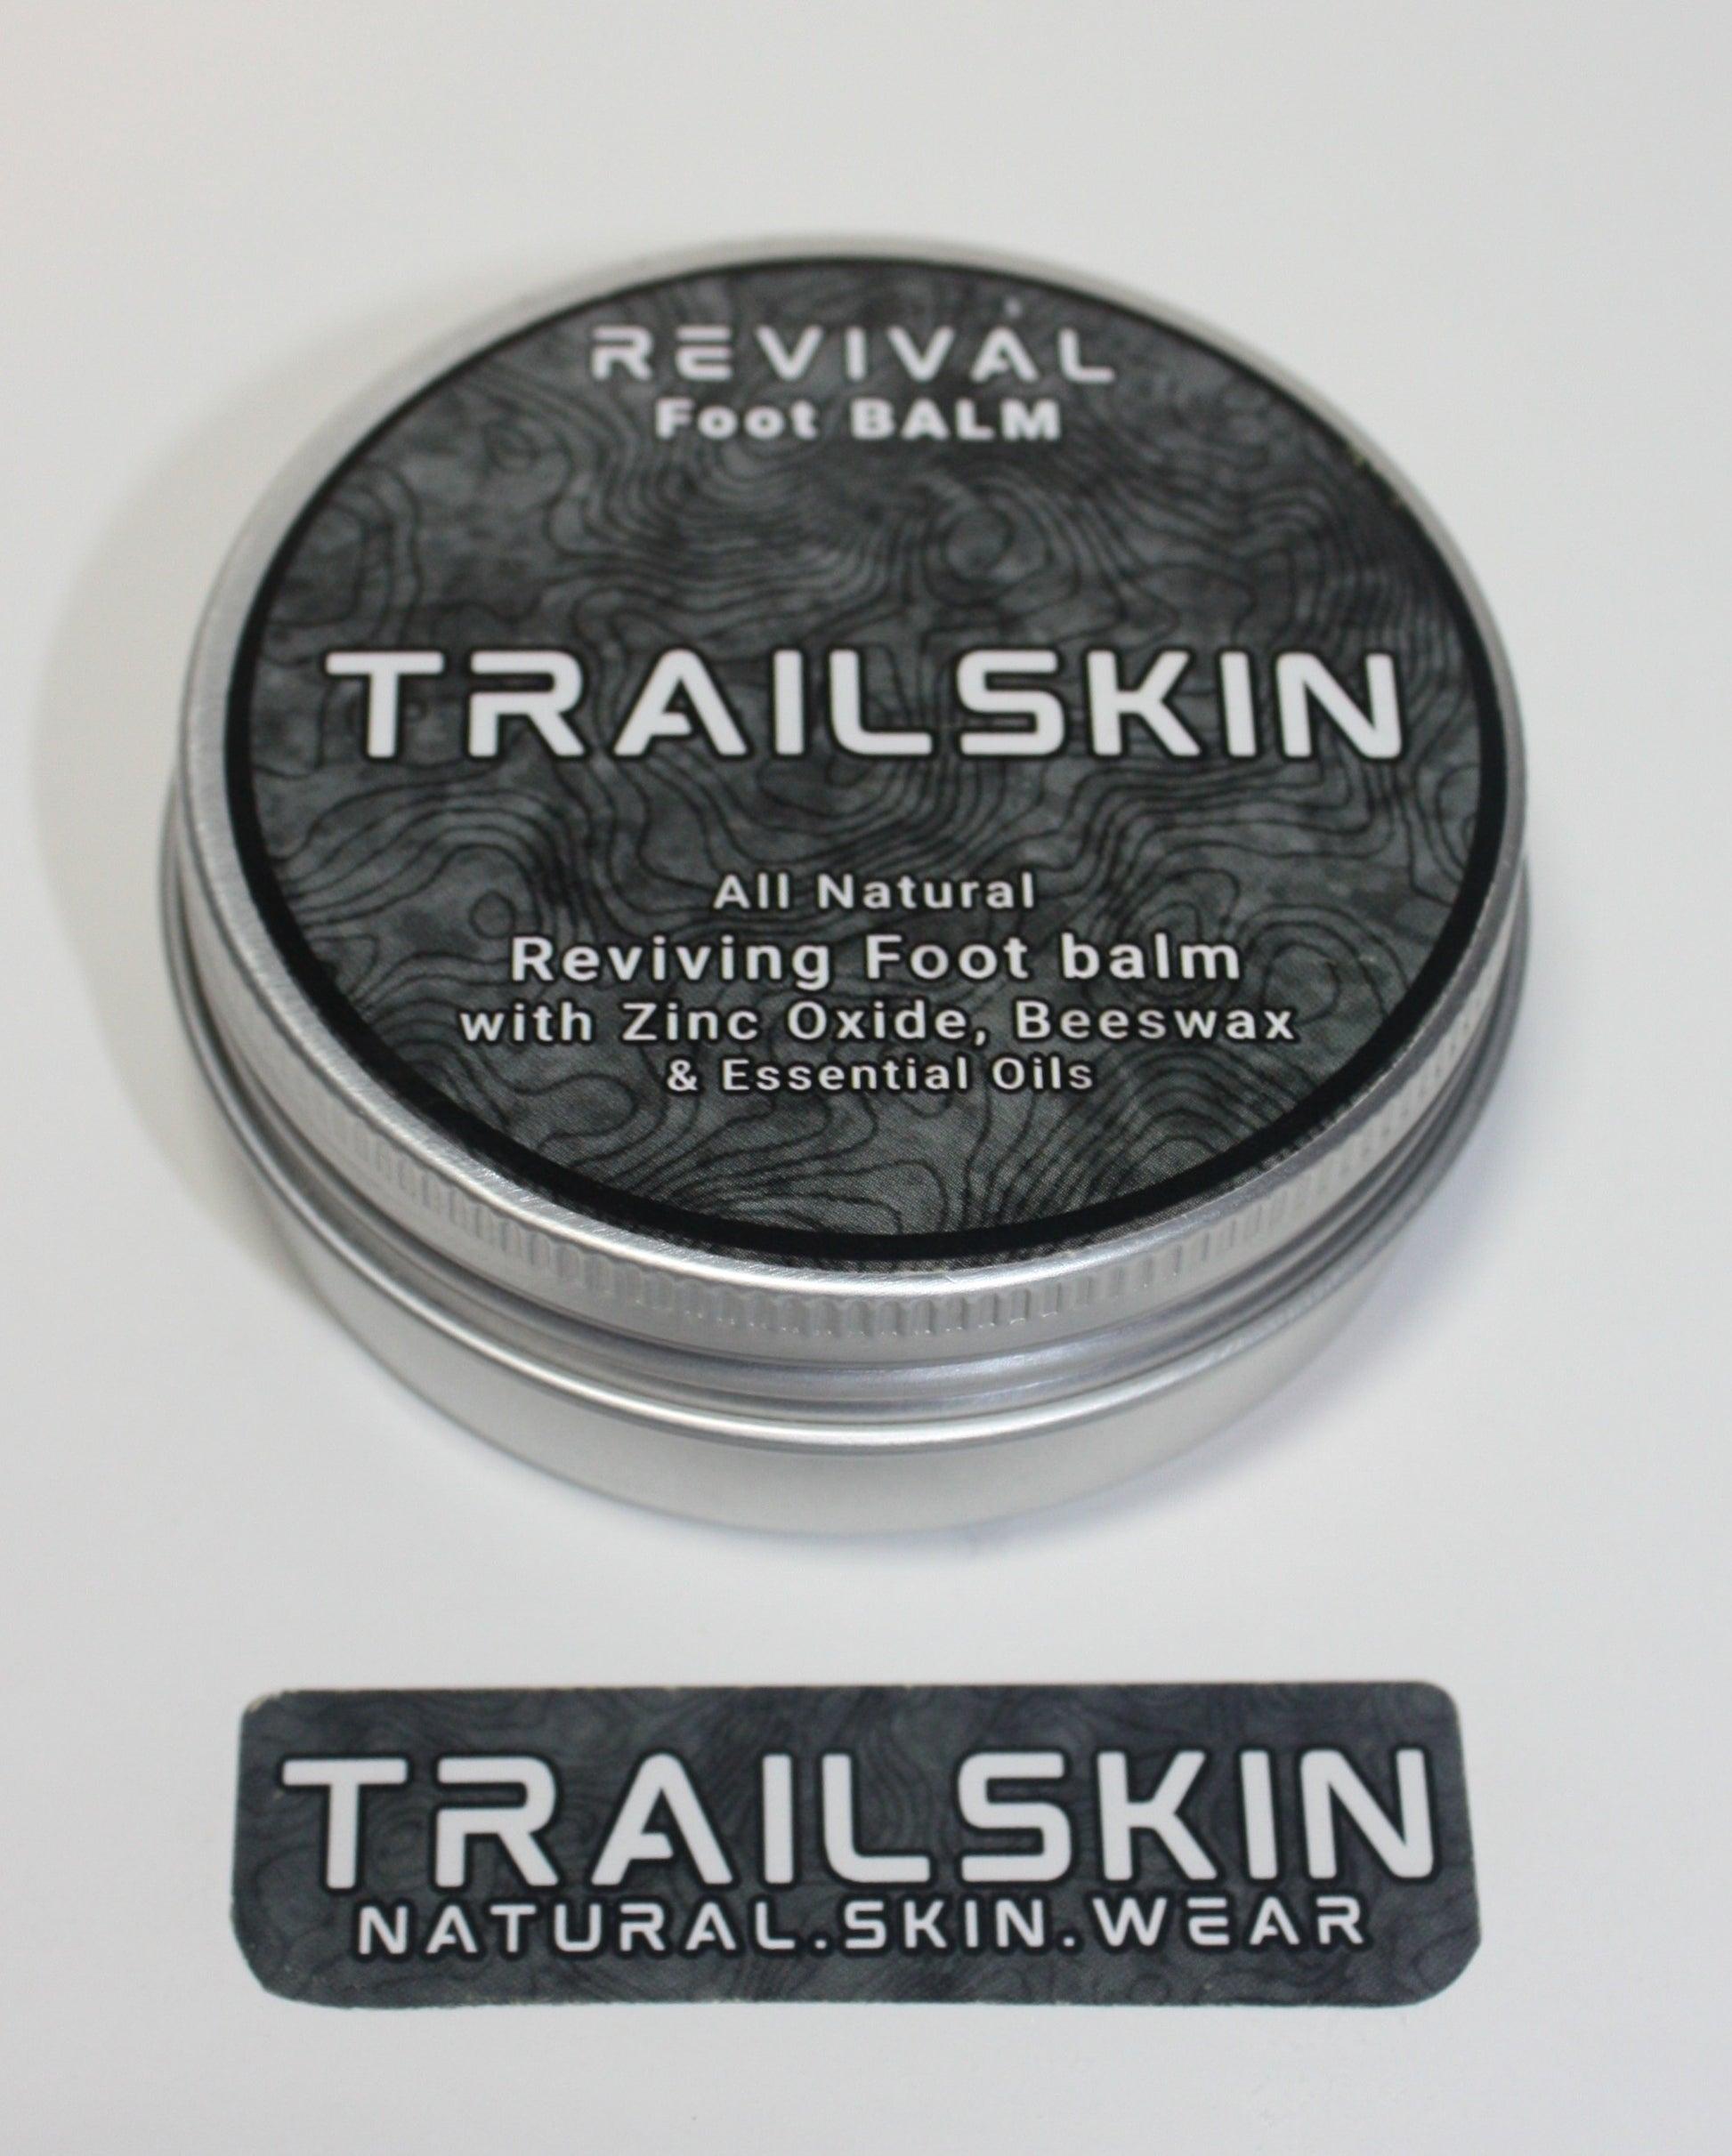 REVIVAL
Foot BALM
TRAILSKIN
All Natural
Reviving Foot balm
with Zinc Oxide, Beeswax
& Essential Oils
TRAILSKIN
NATURAL.SKIN.WEAR